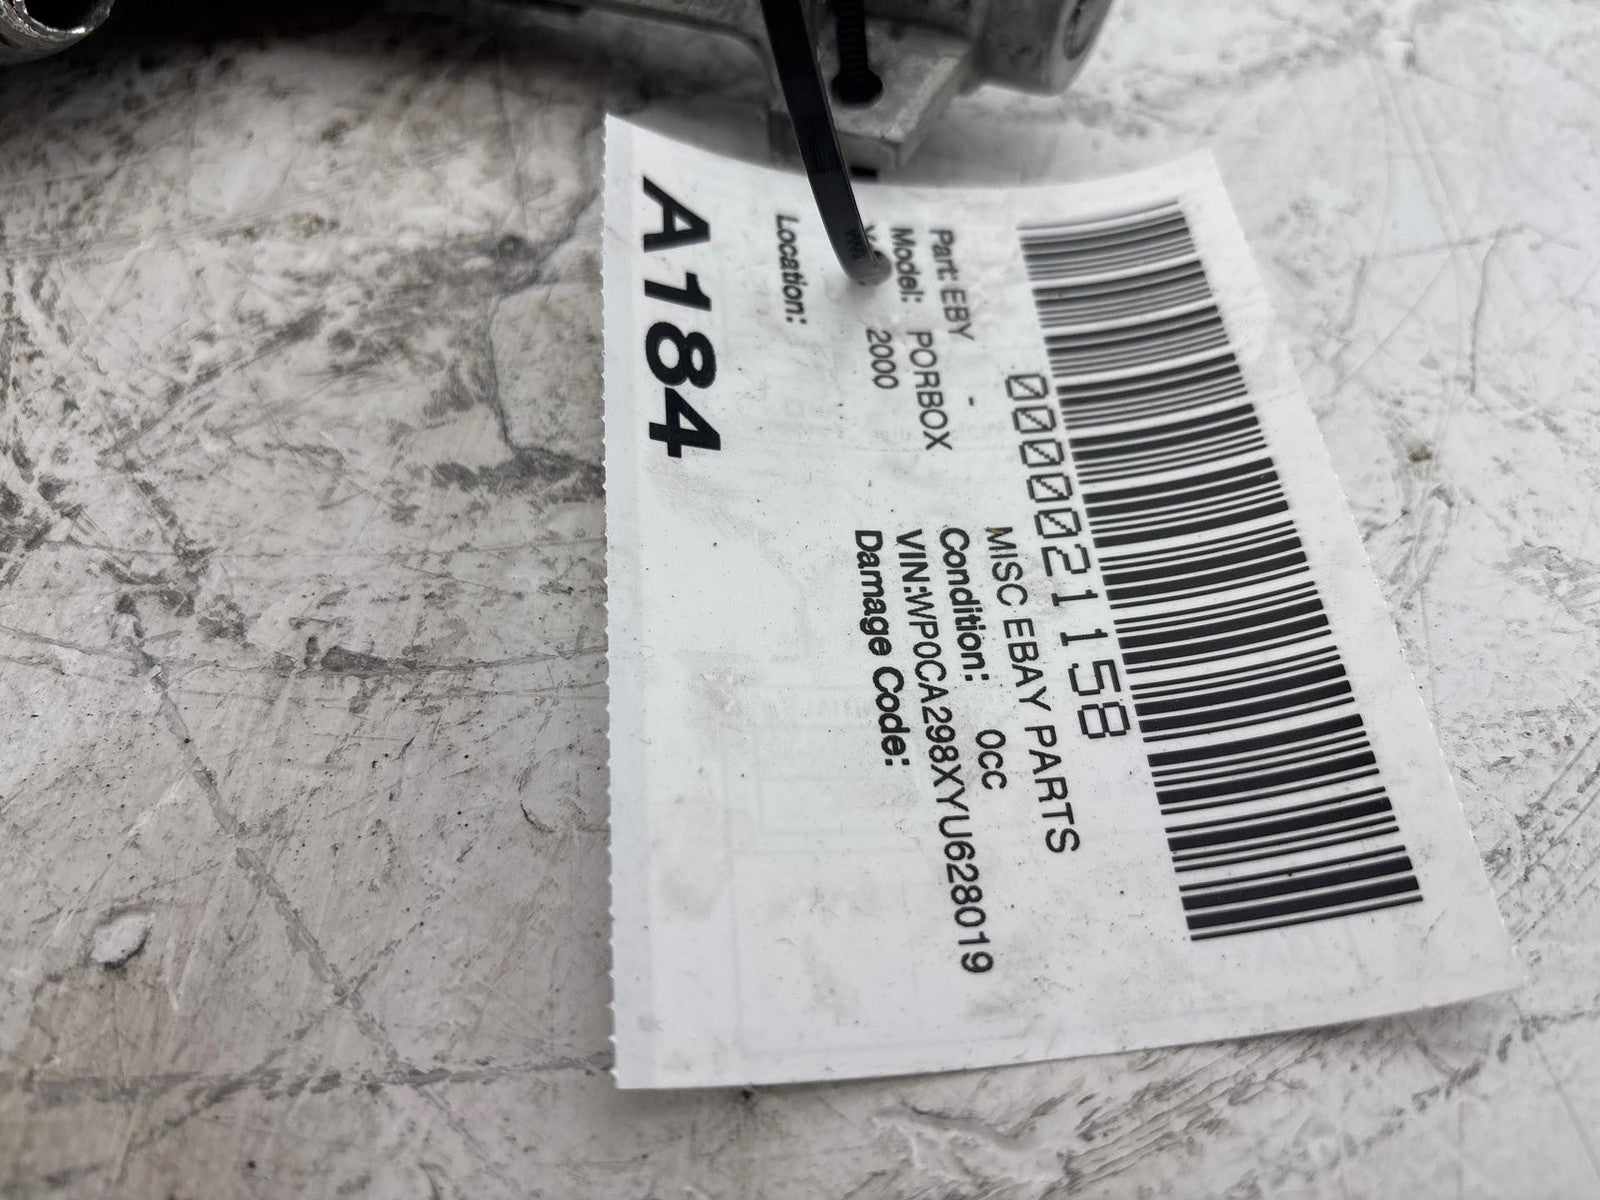 0000021158
MISC EBAY PARTS
Part: EBY - Condition: 0cc
Model: PORBOX VIN:WP0CA298XYU628019
2000 Damage Code:
Location:
A184